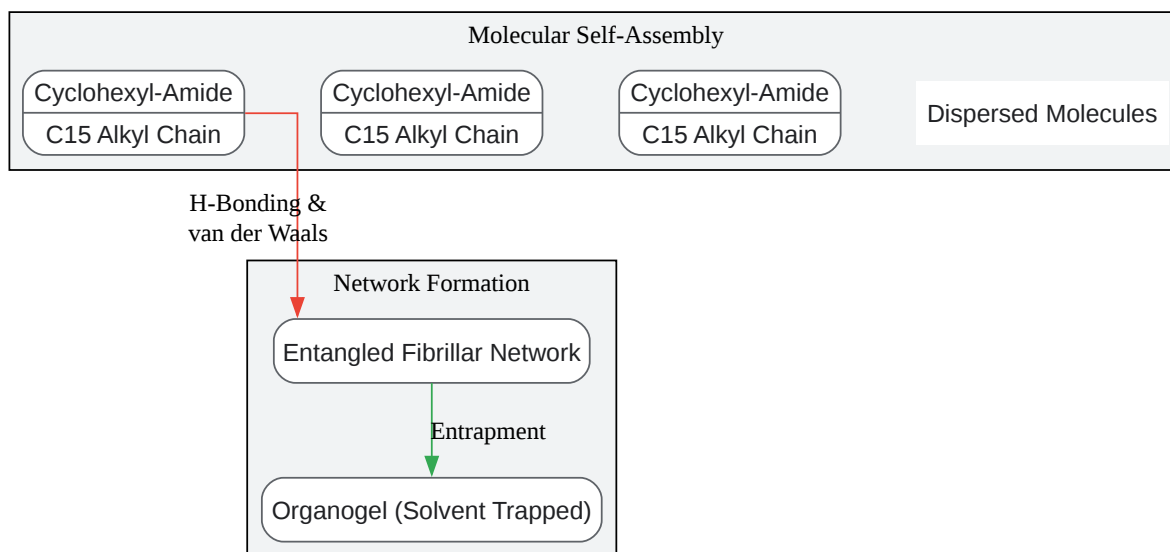 Molecular Self-Assembly
Cyclohexyl-Amide
C15 Alkyl Chain
Cyclohexyl-Amide
C15 Alkyl Chain
Cyclohexyl-Amide
C15 Alkyl Chain
Dispersed Molecules
H-Bonding &
van der Waals
Network Formation
Entangled Fibrillar Network
Entrapment
Organogel (Solvent Trapped)